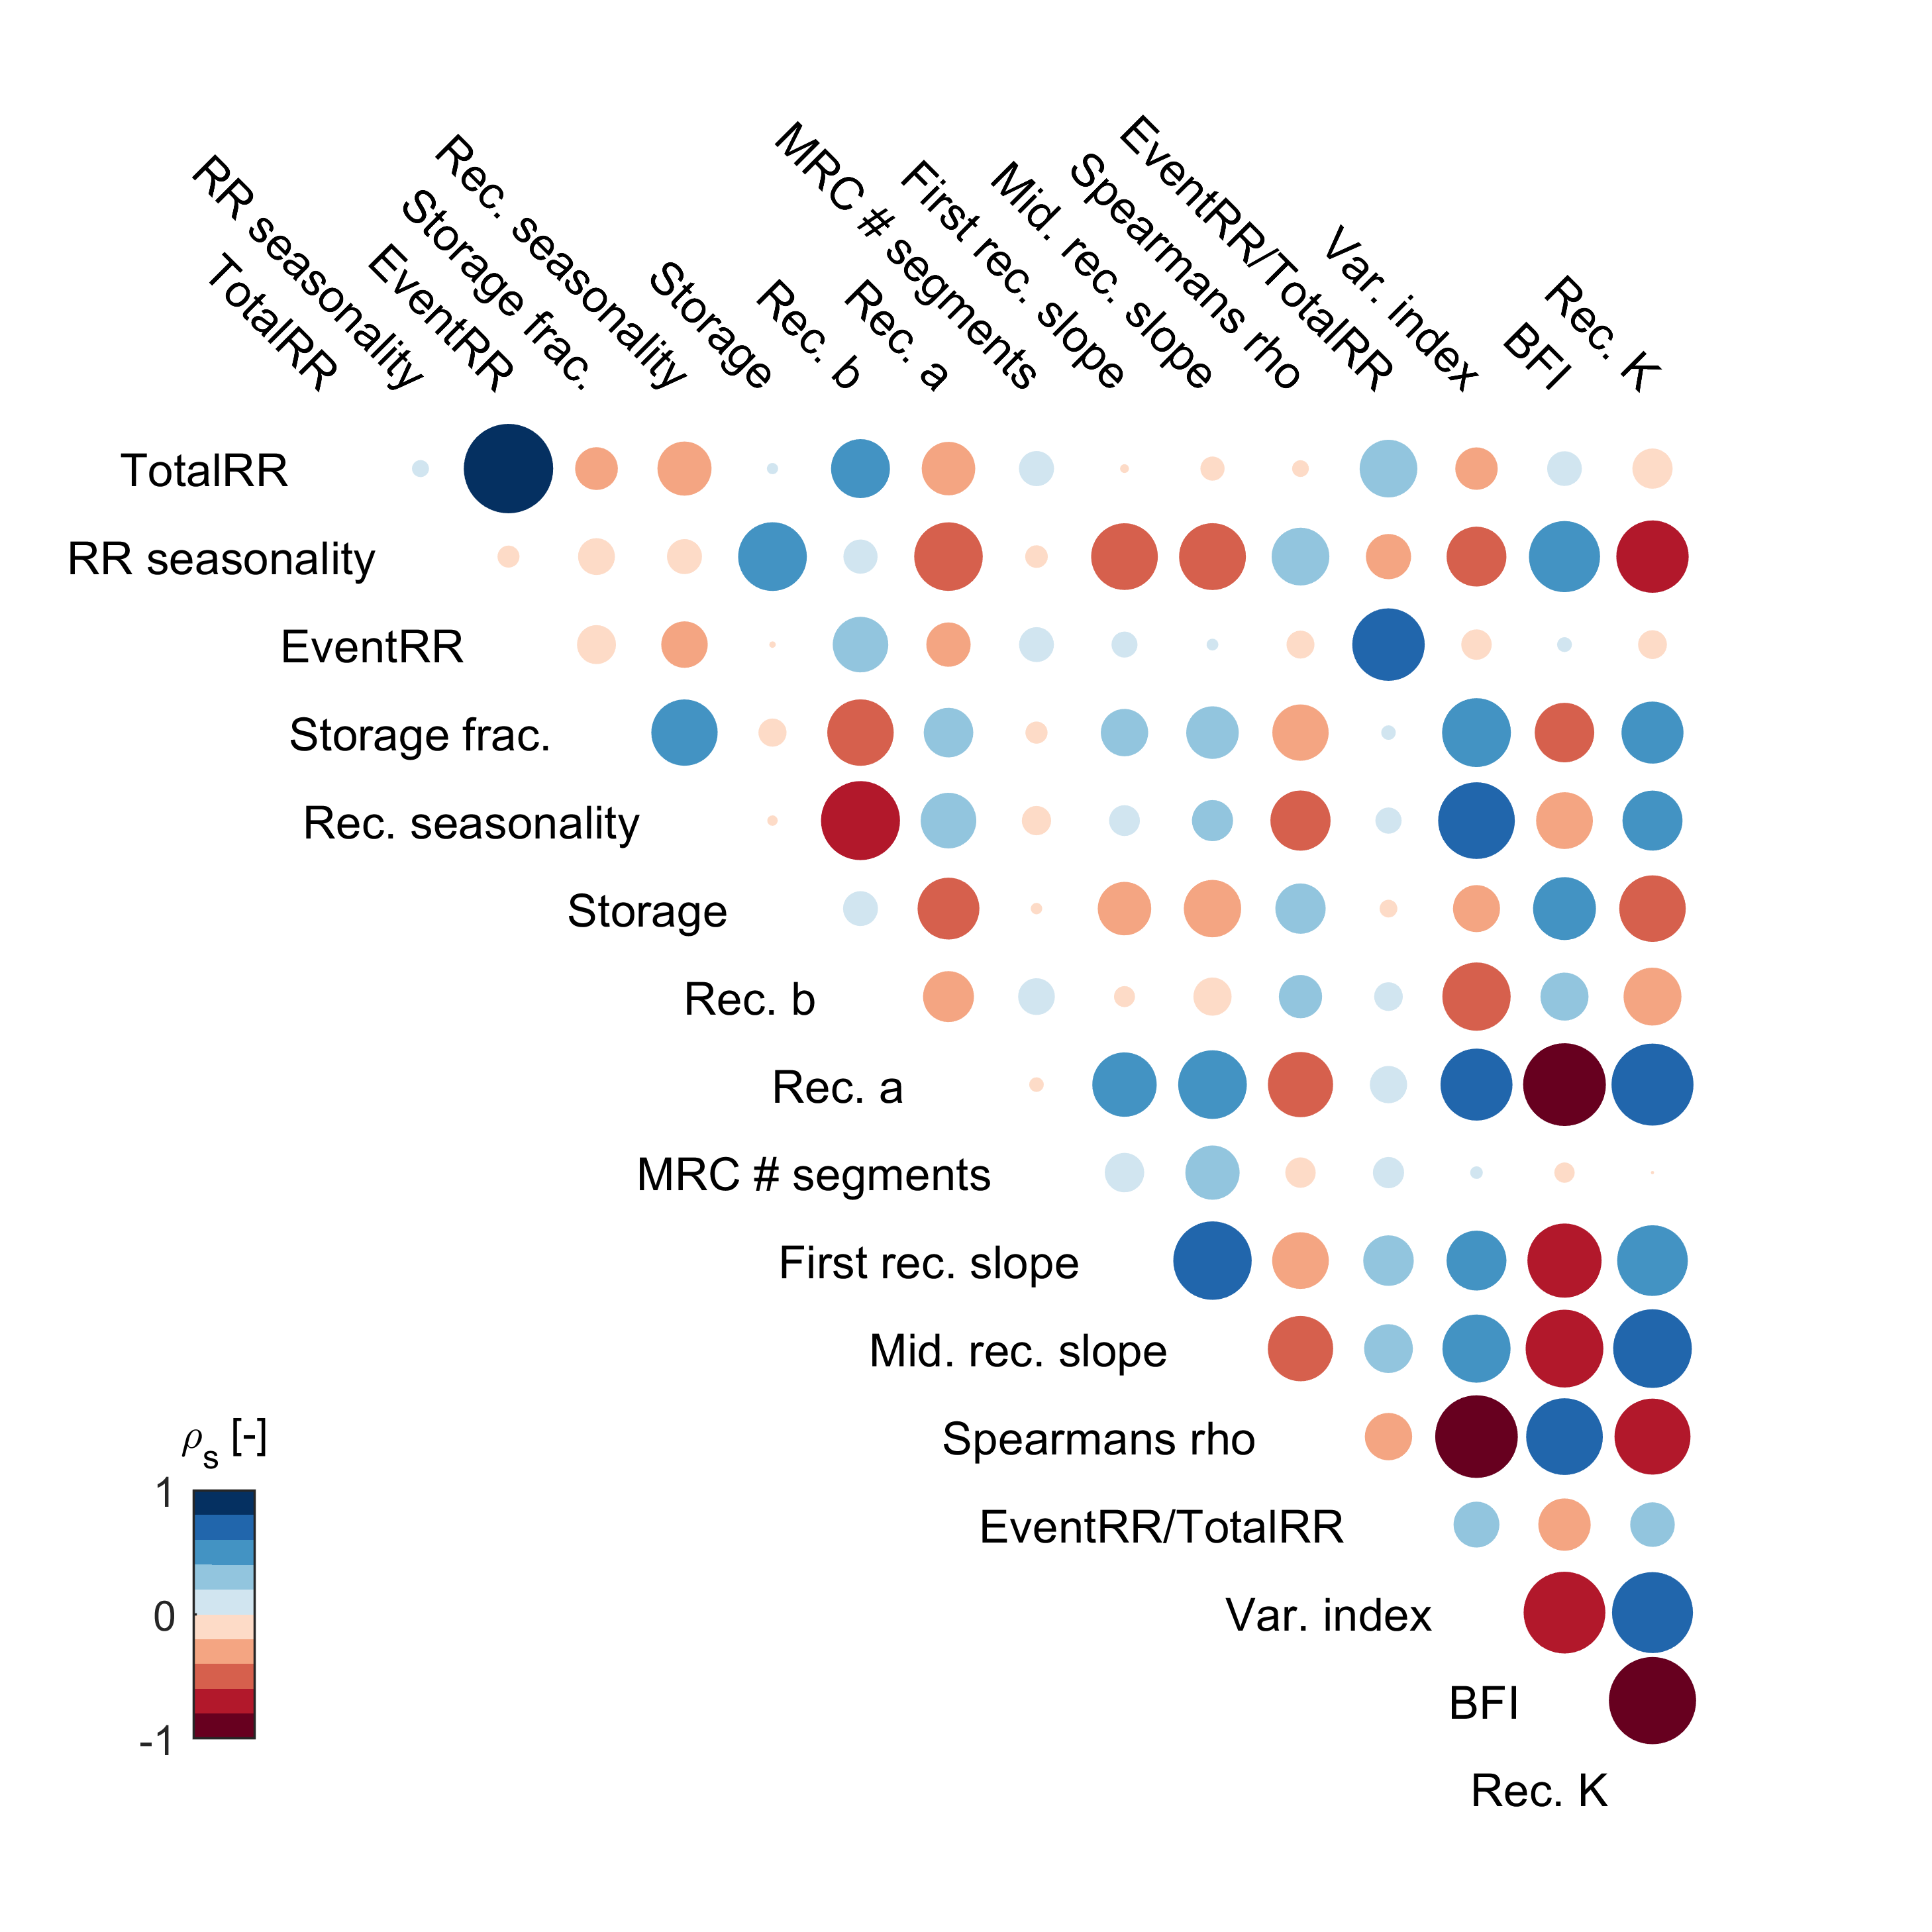 TotalRR
RR seasonality
EventRR
Storage frac.
Rec. seasonality
Storage
Rec. b
Rec. a
MRC # segments
First rec. slope
Mid. rec. slope
Spearmans rho
EventRR/TotalRR
Var. index
BFI
Rec. K
TotalRR
RR seasonality
EventRR
Storage frac.
Rec. seasonality
Storage
Rec. b
Rec. a
MRC # segments
First rec. slope
Mid. rec. slope
Spearmans rho
EventRR/TotalRR
Var. index
BFI
Rec. K
ρs [-]
1
0
-1